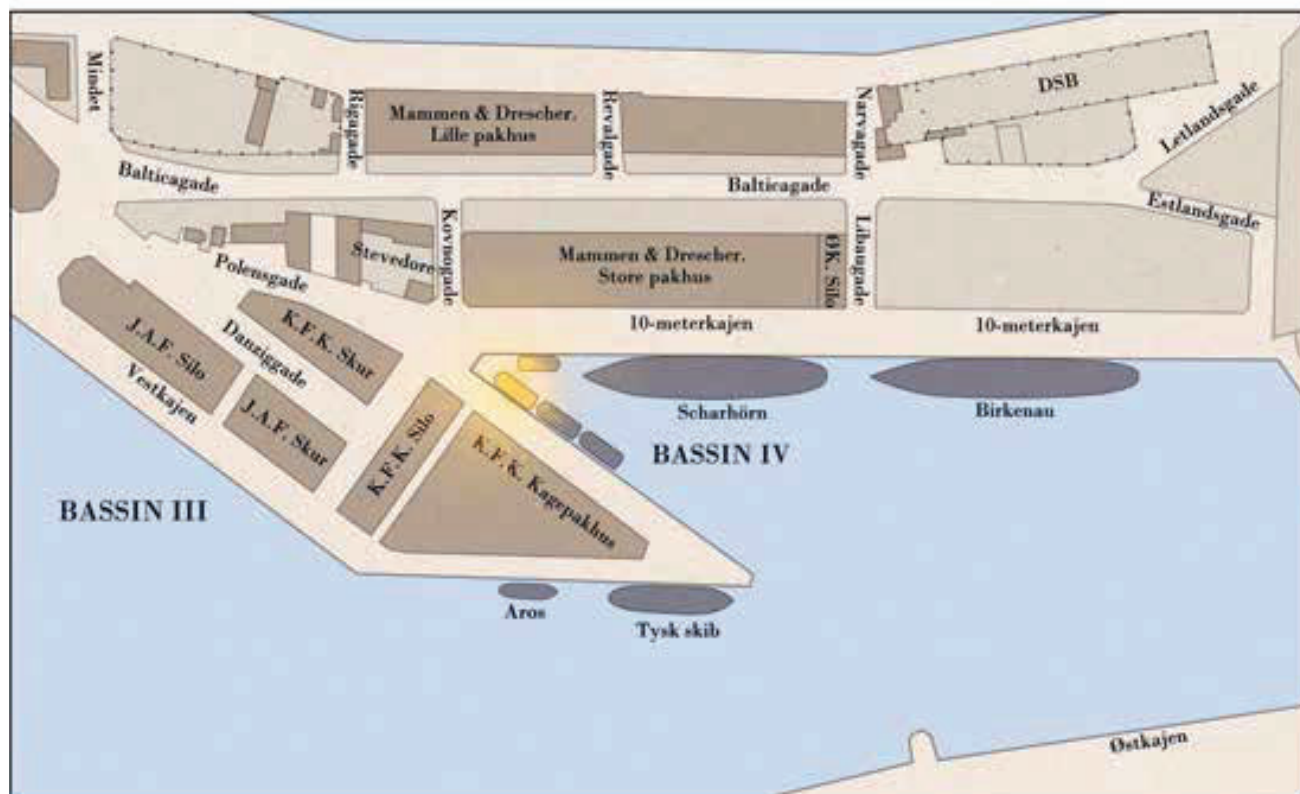 Mindet
Rigagade
Mammen & Drescher.
Lille pakhus
Revalgade
Narvagade
DSB
Letlandsgade
Balticagade
Balticagade
Estlandsgade
Kovnogade
Stevedore
Polensgade
Mammen & Drescher.
Store pakhus
ØK. Silo
Libaugade
10-meterkajen
10-meterkajen
J.A.F. Silo
Vestkajen
K.F.K. Skur
Danziggade
J.A.F. Skur
K.F.K. Silo
K.F.K. Kagepakhus
Scharhörn
Birkenau
BASSIN IV
BASSIN III
Aros
Tysk skib
Østkajen